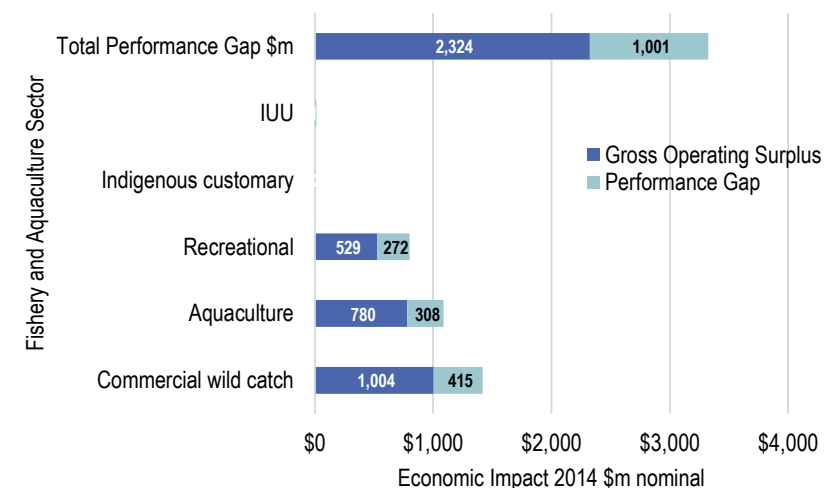 Fishery and Aquaculture Sector
Total Performance Gap $m
2,324
1,001
IUU
Gross Operating Surplus
Performance Gap
Indigenous customary
Recreational
529
272
Aquaculture
780
308
Commercial wild catch
1,004
415
$0
$1,000
$2,000
$3,000
$4,000
Economic Impact 2014 $m nominal